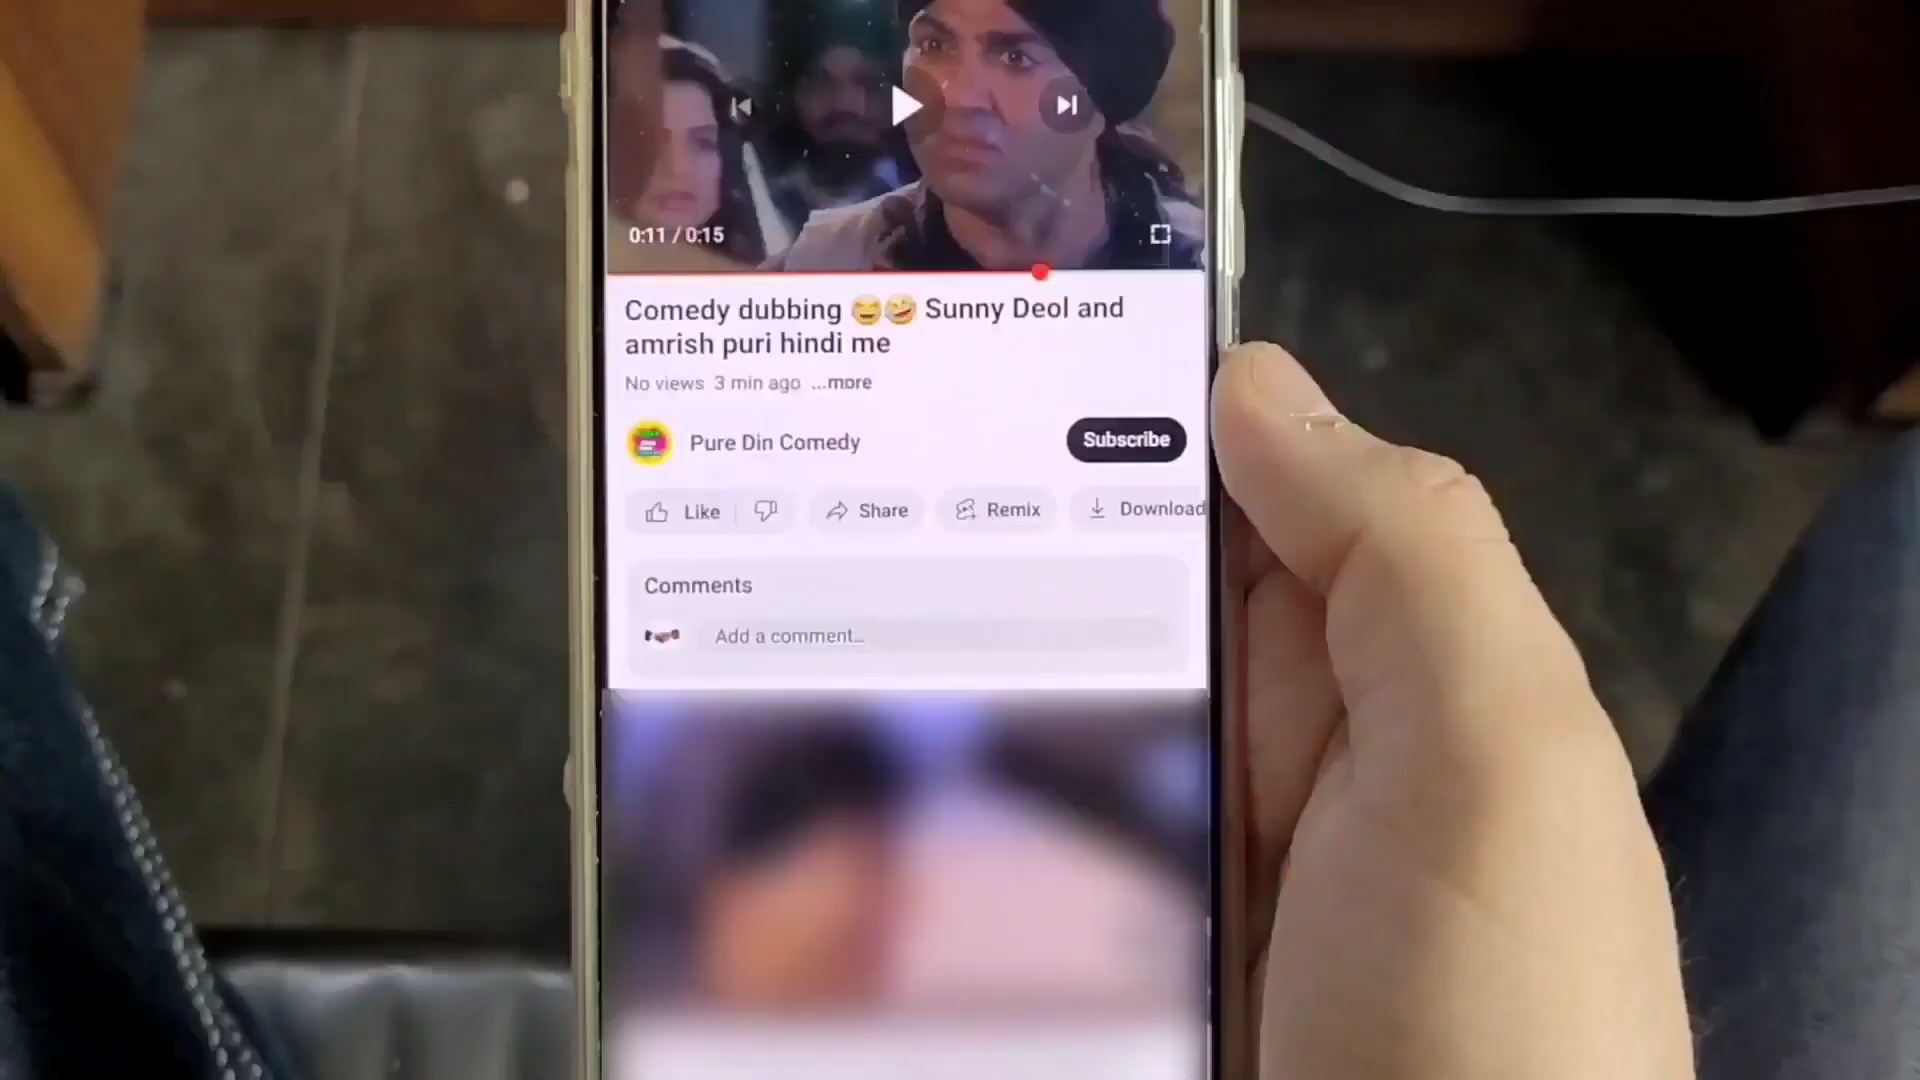 0:11 / 0:15
Comedy dubbing 😄🤣 Sunny Deol and
amrish puri hindi me
No views 3 min ago ...more
Pure Din Comedy
Subscribe
Like
Share
Remix
Download
Comments
Add a comment...